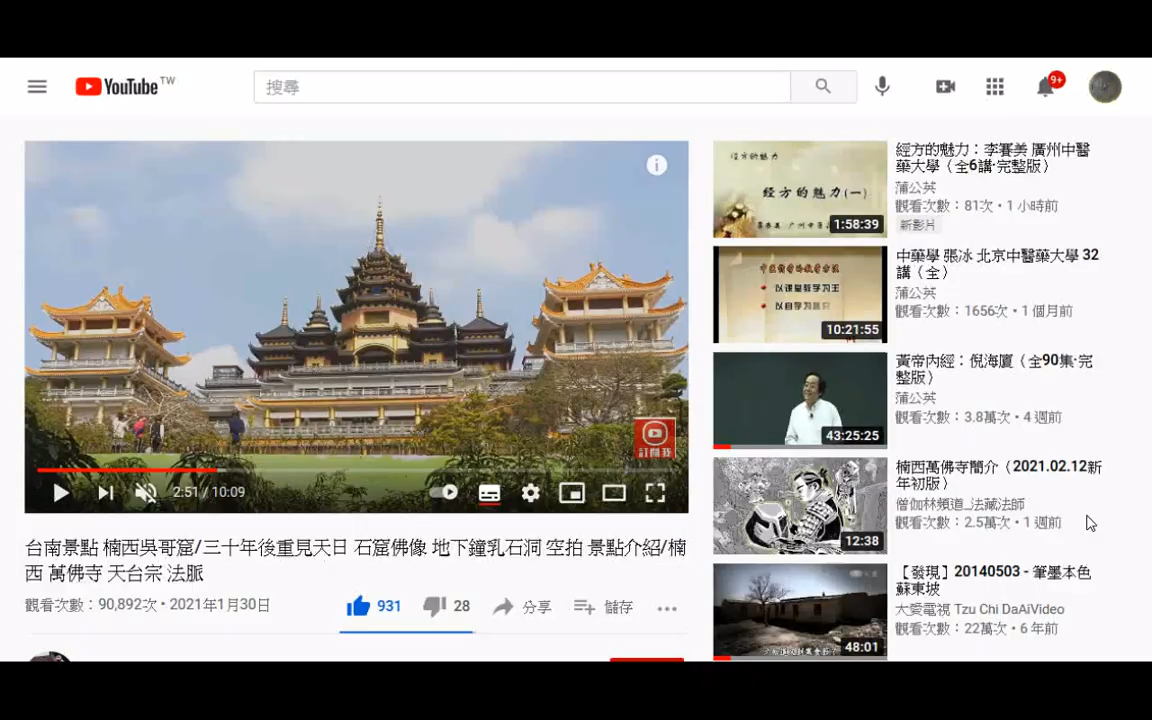 YouTube TW
搜尋
9+
訂閱我
2:51 / 10:09
台南景點 楠西吳哥窟/三十年後重見天日 石窟佛像 地下鐘乳石洞 空拍 景點介紹/楠
西 萬佛寺 天台宗 法脈
觀看次數：90,892次 • 2021年1月30日
931
28
分享
儲存
经方的魅力
经方的魅力(一)
1:58:39
經方的魅力：李賽美 廣州中醫
藥大學（全6講·完整版）
蒲公英
觀看次數：81次 • 1 小時前
新影片
以课堂教学习王
10:21:55
中藥學 張冰 北京中醫藥大學 32
講（全）
蒲公英
觀看次數：1656次 • 1 個月前
43:25:25
黃帝內經：倪海廈（全90集·完
整版）
蒲公英
觀看次數：3.8萬次 • 4 週前
12:38
楠西萬佛寺簡介（2021.02.12新
年初版）
僧伽林頻道_法藏法師
觀看次數：2.5萬次 • 1 週前
48:01
【發現】20140503 - 筆墨本色
蘇東坡
大愛電視 Tzu Chi DaAiVideo
觀看次數：22萬次 • 6 年前